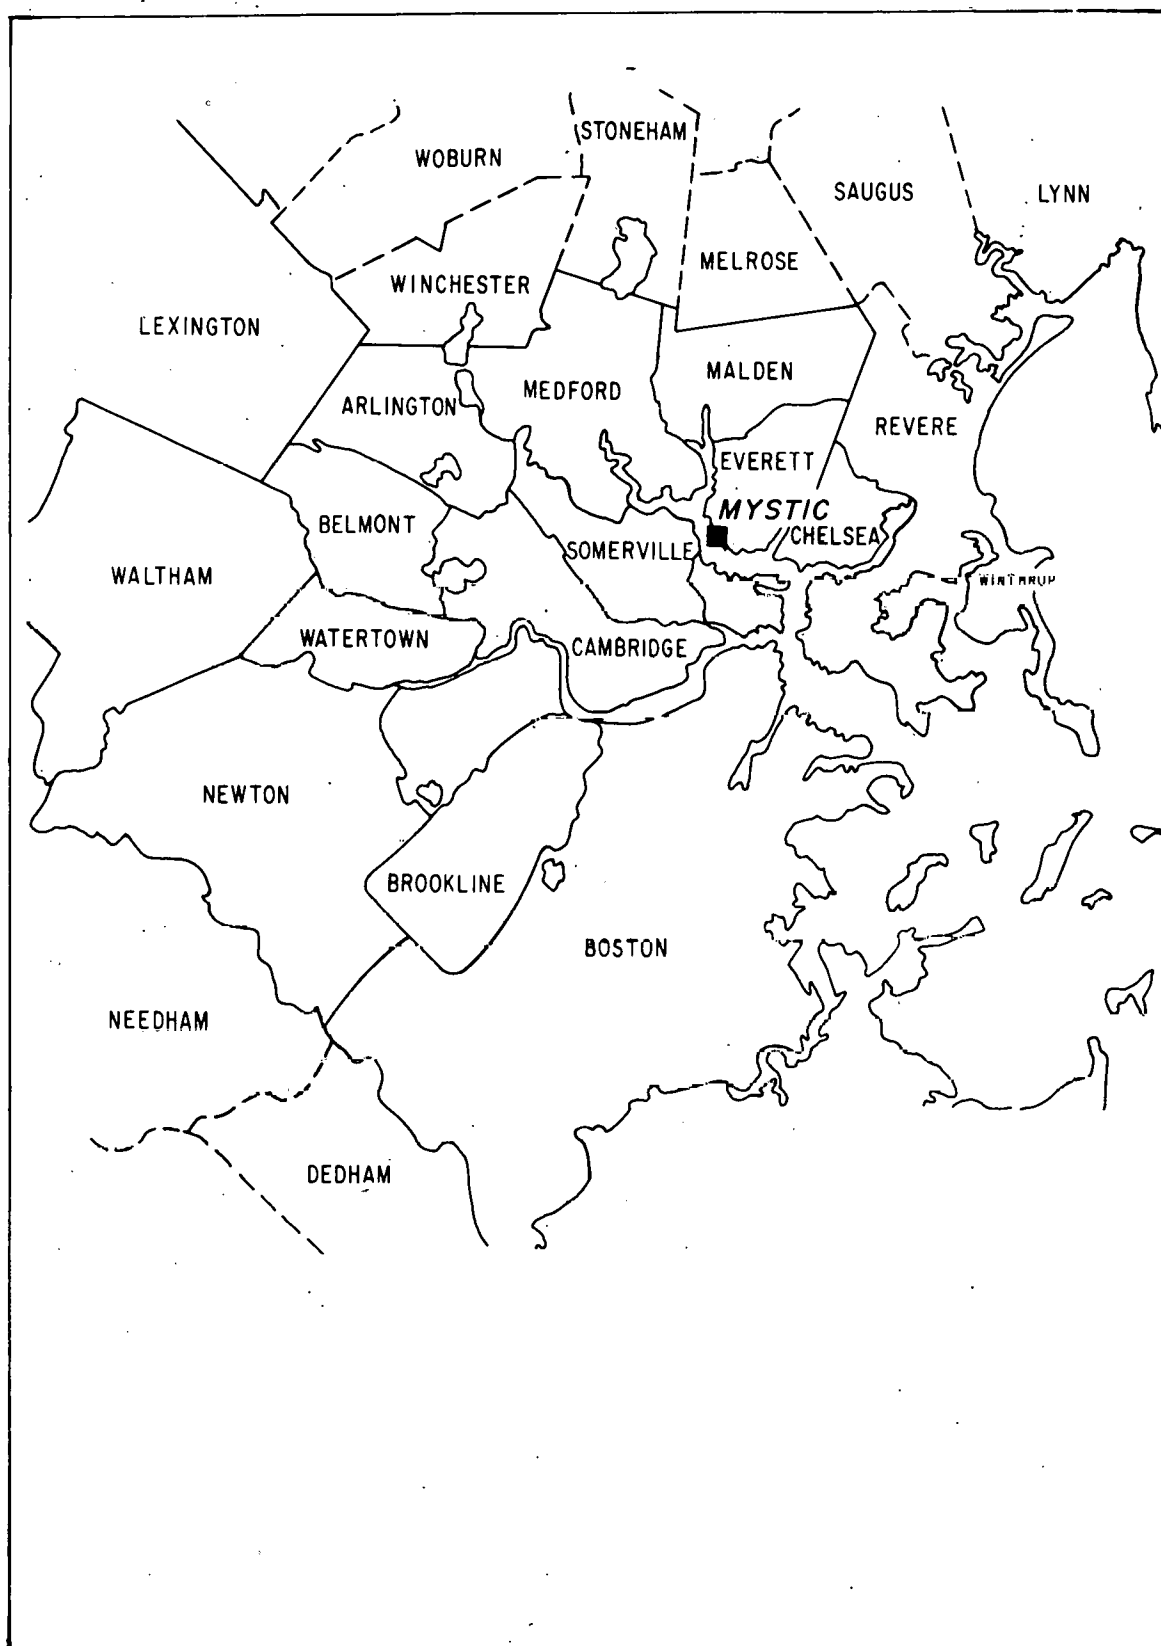 STONEHAM
WOBURN
SAUGUS
LYNN
MELROSE
WINCHESTER
LEXINGTON
MALDEN
MEDFORD
ARLINGTON
REVERE
EVERETT
MYSTIC
BELMONT
CHELSEA
SOMERVILLE
WALTHAM
WINTHRUP
WATERTOWN
CAMBRIDGE
NEWTON
BROOKLINE
BOSTON
NEEDHAM
DEDHAM